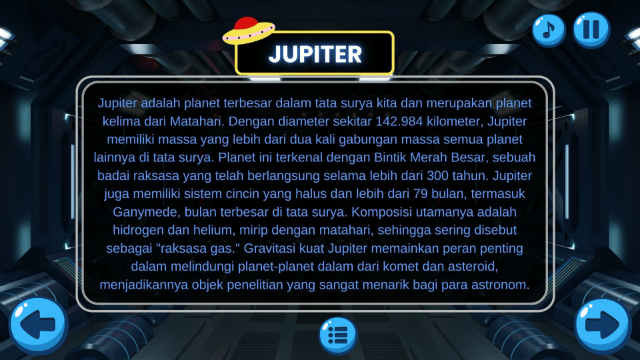 JUPITER
Jupiter adalah planet terbesar dalam tata surya kita dan merupakan planet
kelima dari Matahari. Dengan diameter sekitar 142.984 kilometer, Jupiter
memiliki massa yang lebih dari dua kali gabungan massa semua planet
lainnya di tata surya. Planet ini terkenal dengan Bintik Merah Besar, sebuah
badai raksasa yang telah berlangsung selama lebih dari 300 tahun. Jupiter
juga memiliki sistem cincin yang halus dan lebih dari 79 bulan, termasuk
Ganymede, bulan terbesar di tata surya. Komposisi utamanya adalah
hidrogen dan helium, mirip dengan matahari, sehingga sering disebut
sebagai "raksasa gas." Gravitasi kuat Jupiter memainkan peran penting
dalam melindungi planet-planet dalam dari komet dan asteroid,
menjadikannya objek penelitian yang sangat menarik bagi para astronom.